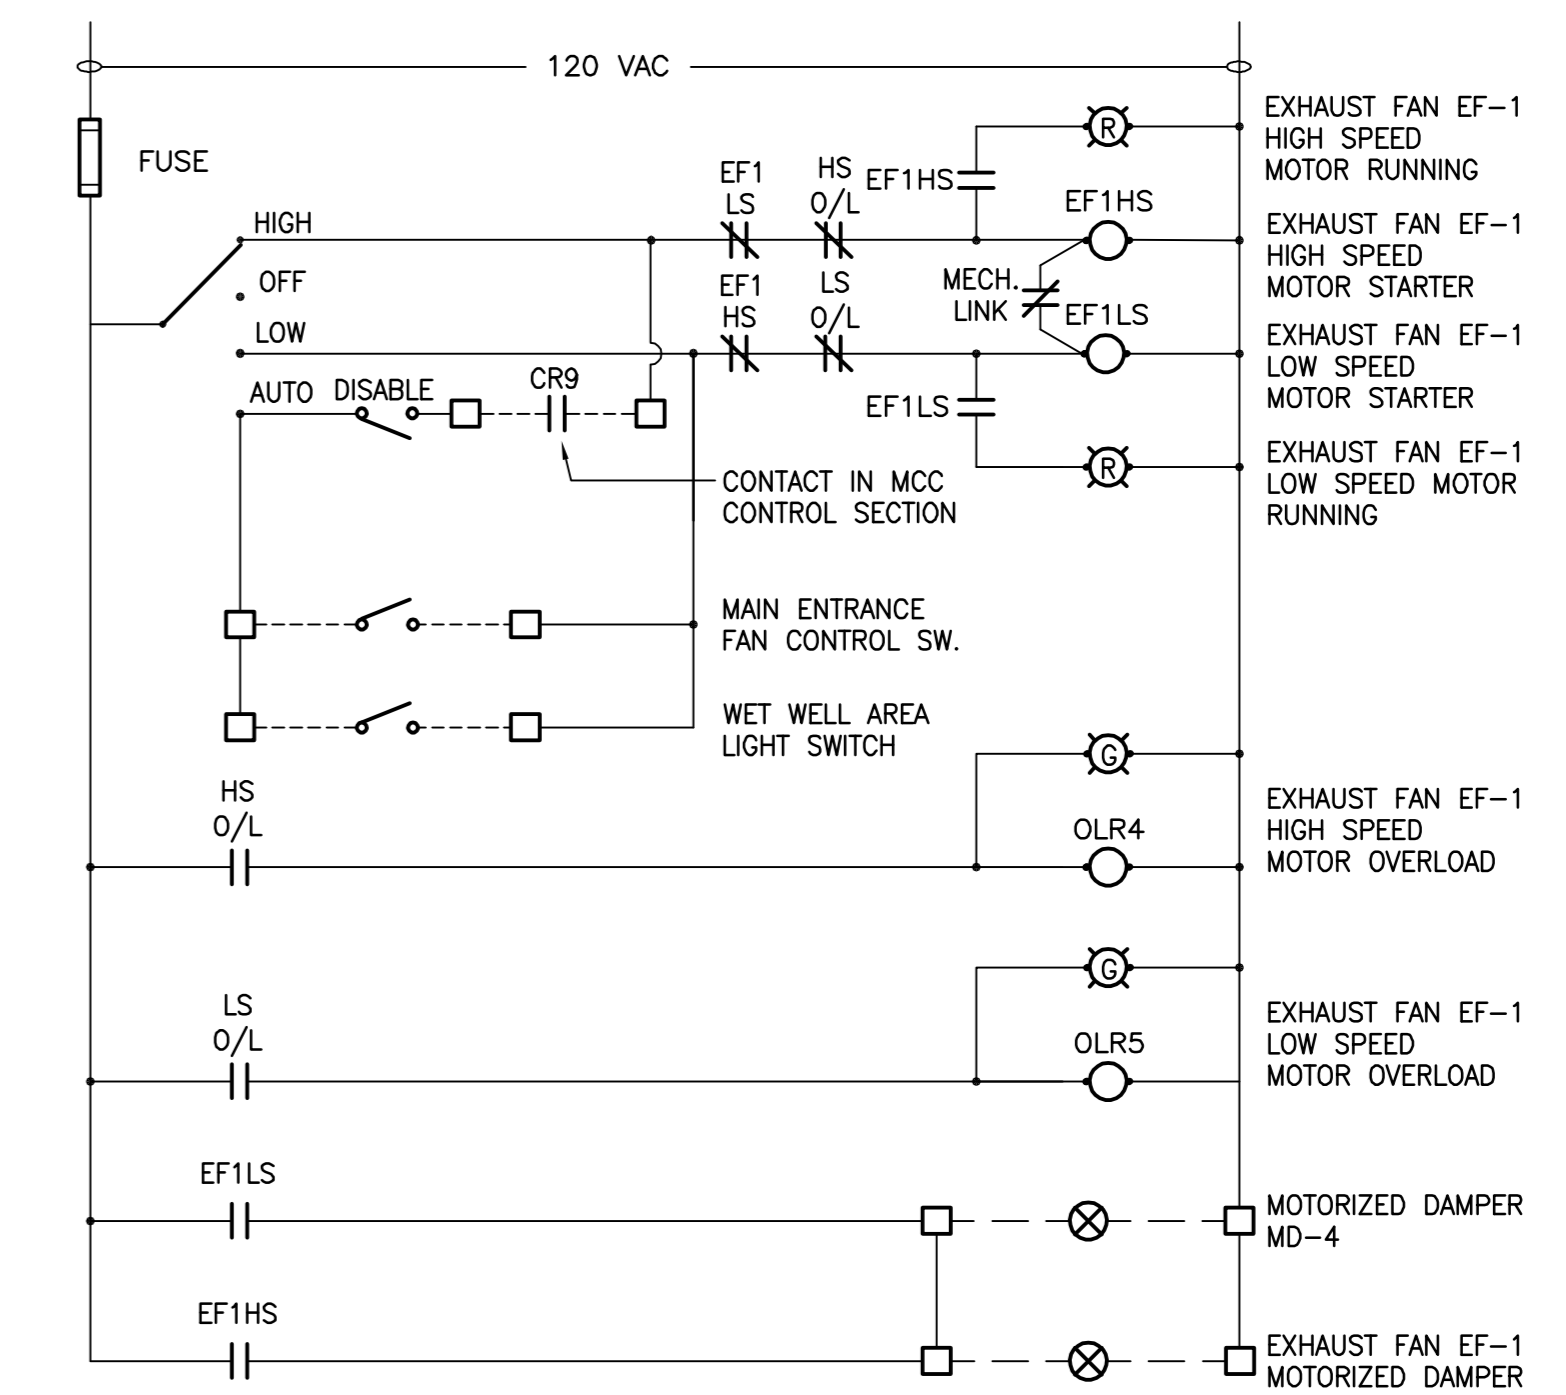 120 VAC
FUSE
EXHAUST FAN EF-1
HIGH SPEED
MOTOR RUNNING
R
EF1
LS
HS
O/L
EF1HS
EF1HS
EXHAUST FAN EF-1
HIGH SPEED
MOTOR STARTER
HIGH
OFF
LOW
EF1
HS
LS
O/L
MECH.
LINK
EF1LS
EXHAUST FAN EF-1
LOW SPEED
MOTOR STARTER
AUTO
DISABLE
CR9
EF1LS
R
EXHAUST FAN EF-1
LOW SPEED MOTOR
RUNNING
CONTACT IN MCC
CONTROL SECTION
MAIN ENTRANCE
FAN CONTROL SW.
WET WELL AREA
LIGHT SWITCH
G
HS
O/L
OLR4
EXHAUST FAN EF-1
HIGH SPEED
MOTOR OVERLOAD
G
LS
O/L
OLR5
EXHAUST FAN EF-1
LOW SPEED
MOTOR OVERLOAD
EF1LS
MOTORIZED DAMPER
MD-4
EF1HS
EXHAUST FAN EF-1
MOTORIZED DAMPER